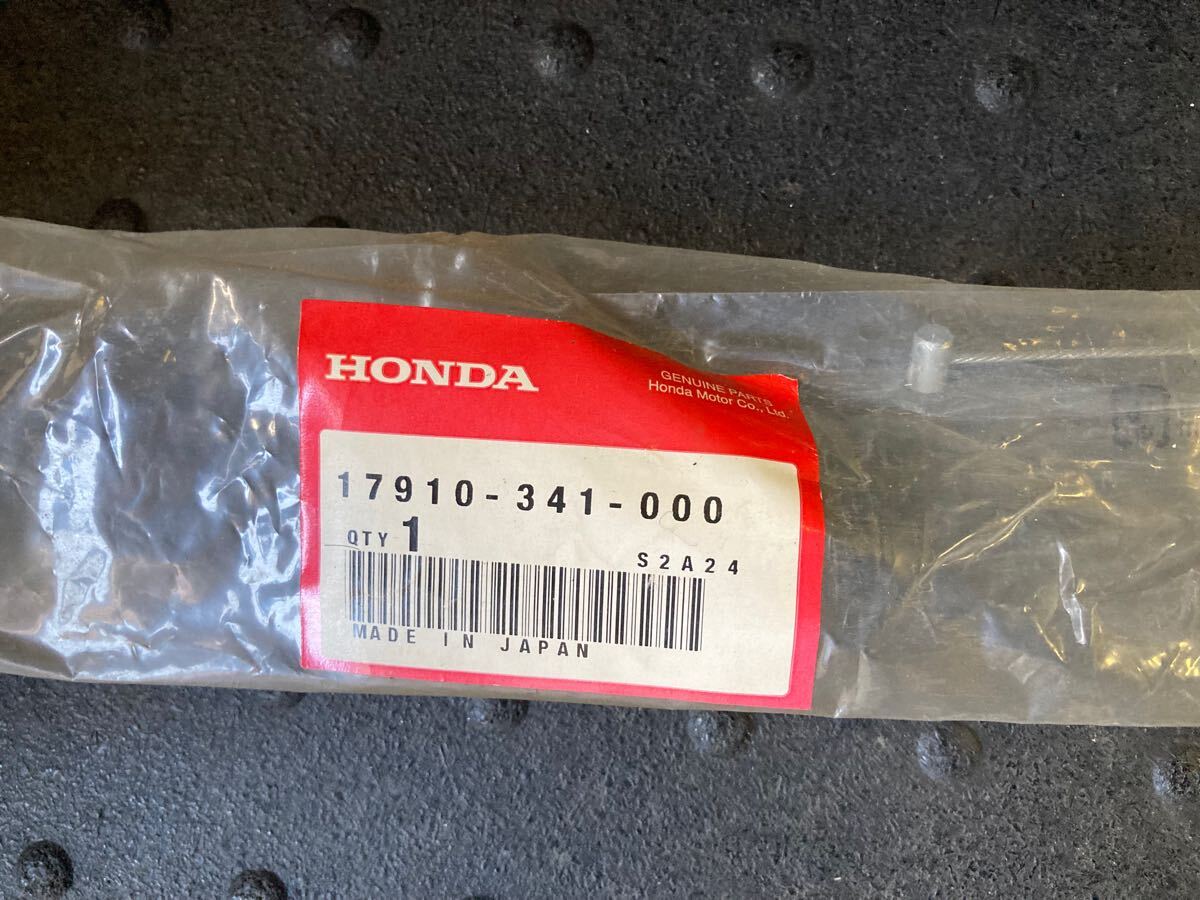 HONDA
GENUINE PARTS
Honda Motor Co., Ltd.
17910-341-000
QTY 1
S2A24
MADE IN JAPAN